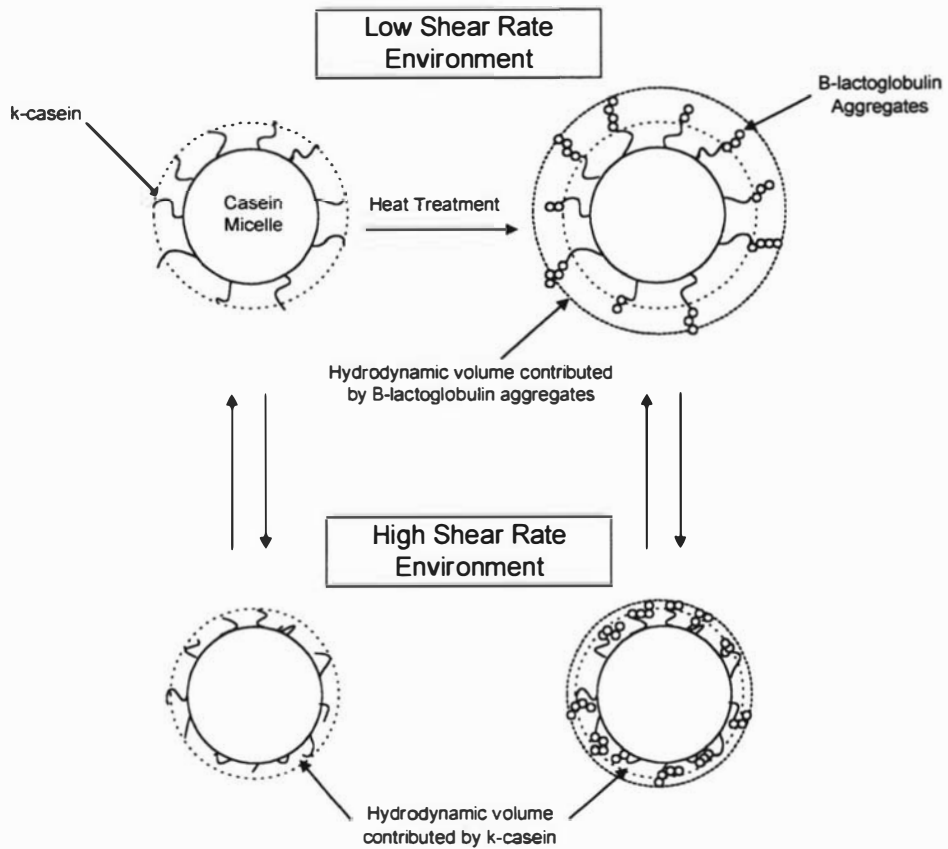 Low Shear Rate
Environment
k-casein
B-lactoglobulin
Aggregates
Casein
Micelle
Heat Treatment
Hydrodynamic volume contributed
by B-lactoglobulin aggregates
High Shear Rate
Environment
Hydrodynamic volume
contributed by k-casein